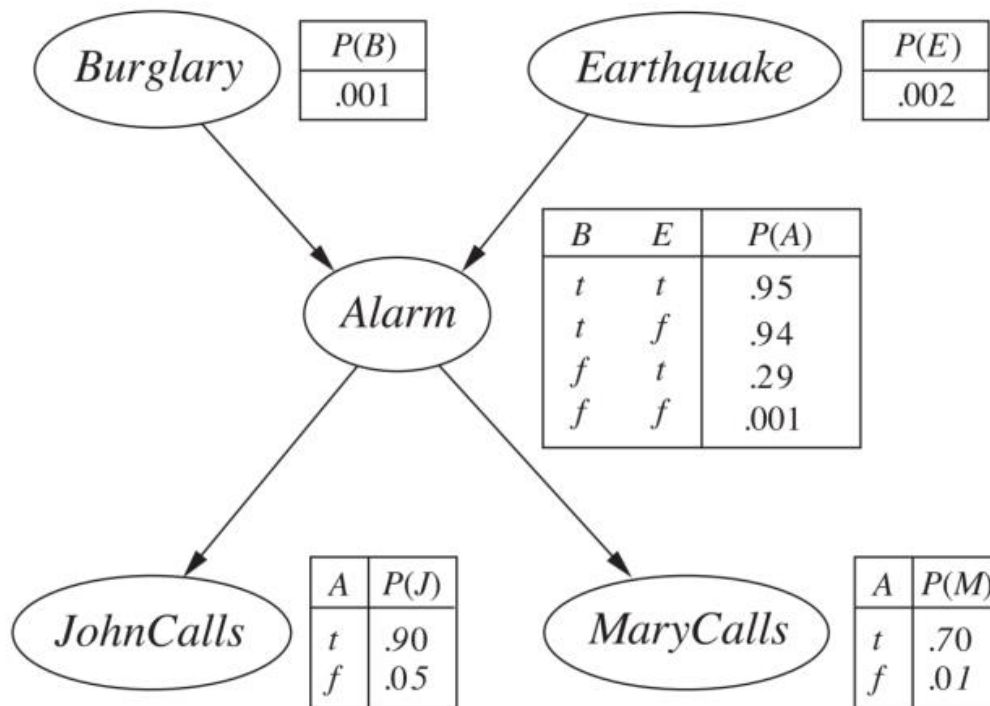 Burglary
P(B)
.001
Earthquake
P(E)
.002
Alarm
B E P(A)
t t .95
t f .94
f t .29
f f .001
JohnCalls
A P(J)
t .90
f .05
MaryCalls
A P(M)
t .70
f .01